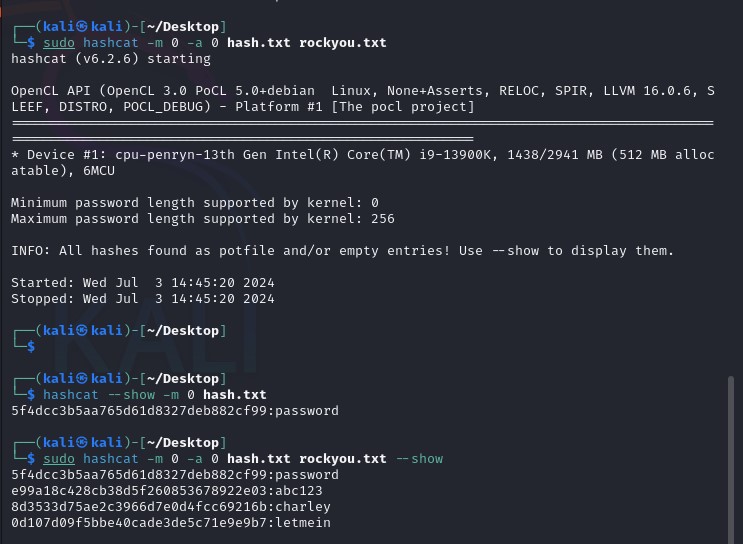 ┌──(kali㉿kali)-[~/Desktop]
└─$ sudo hashcat -m 0 -a 0 hash.txt rockyou.txt
hashcat (v6.2.6) starting
OpenCL API (OpenCL 3.0 PoCL 5.0+debian  Linux, None+Asserts, RELOC, SPIR, LLVM 16.0.6, S
LEEF, DISTRO, POCL_DEBUG) - Platform #1 [The pocl project]
* Device #1: cpu-penryn-13th Gen Intel(R) Core(TM) i9-13900K, 1438/2941 MB (512 MB alloc
atable), 6MCU
Minimum password length supported by kernel: 0
Maximum password length supported by kernel: 256
INFO: All hashes found as potfile and/or empty entries! Use --show to display them.
Started: Wed Jul  3 14:45:20 2024
Stopped: Wed Jul  3 14:45:20 2024
┌──(kali㉿kali)-[~/Desktop]
└─$
┌──(kali㉿kali)-[~/Desktop]
└─$ hashcat --show -m 0 hash.txt
5f4dcc3b5aa765d61d8327deb882cf99:password
┌──(kali㉿kali)-[~/Desktop]
└─$ sudo hashcat -m 0 -a 0 hash.txt rockyou.txt --show
5f4dcc3b5aa765d61d8327deb882cf99:password
e99a18c428cb38d5f260853678922e03:abc123
8d3533d75ae2c3966d7e0d4fcc69216b:charley
0d107d09f5bbe40cade3de5c71e9e9b7:letmein
KALI